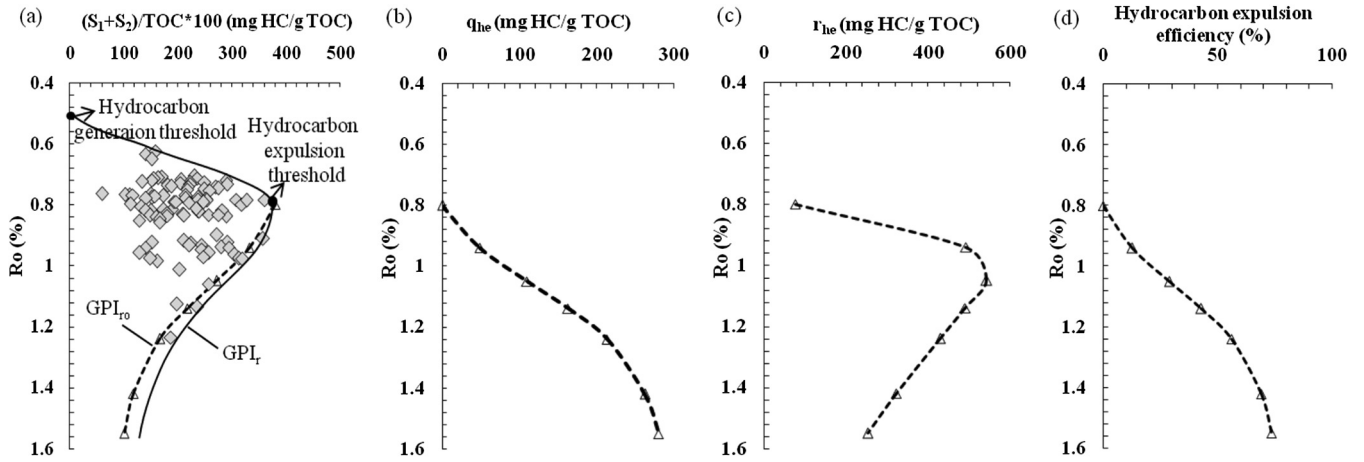 (a)
(S₁+S₂)/TOC*100 (mg HC/g TOC)
0 100 200 300 400 500
0.4
0.6
0.8
1
1.2
1.4
1.6
Ro (%)
Hydrocarbon
generaion threshold
Hydrocarbon
expulsion
threshold
GPIro
GPIr
(b)
qhe (mg HC/g TOC)
0 100 200 300
0.4
0.6
0.8
1
1.2
1.4
1.6
Ro (%)
(c)
rhe (mg HC/g TOC)
0 200 400 600
0.4
0.6
0.8
1
1.2
1.4
1.6
Ro (%)
(d)
Hydrocarbon expulsion
efficiency (%)
0 50 100
0.4
0.6
0.8
1
1.2
1.4
1.6
Ro (%)